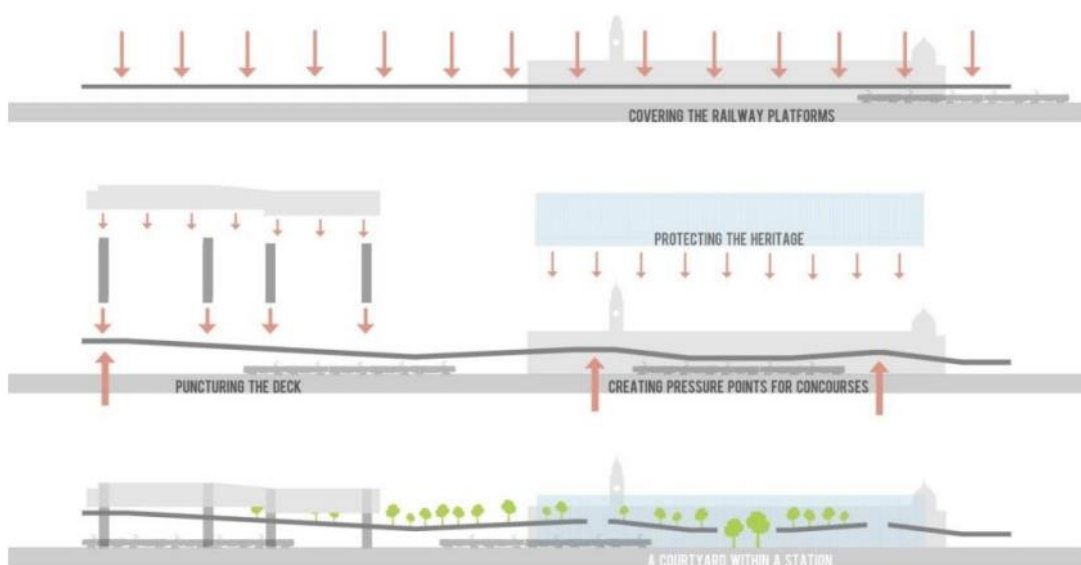 COVERING THE RAILWAY PLATFORMS
PROTECTING THE HERITAGE
PUNCTURING THE DECK
CREATING PRESSURE POINTS FOR CONCOURSES
A COURTYARD WITHIN A STATION